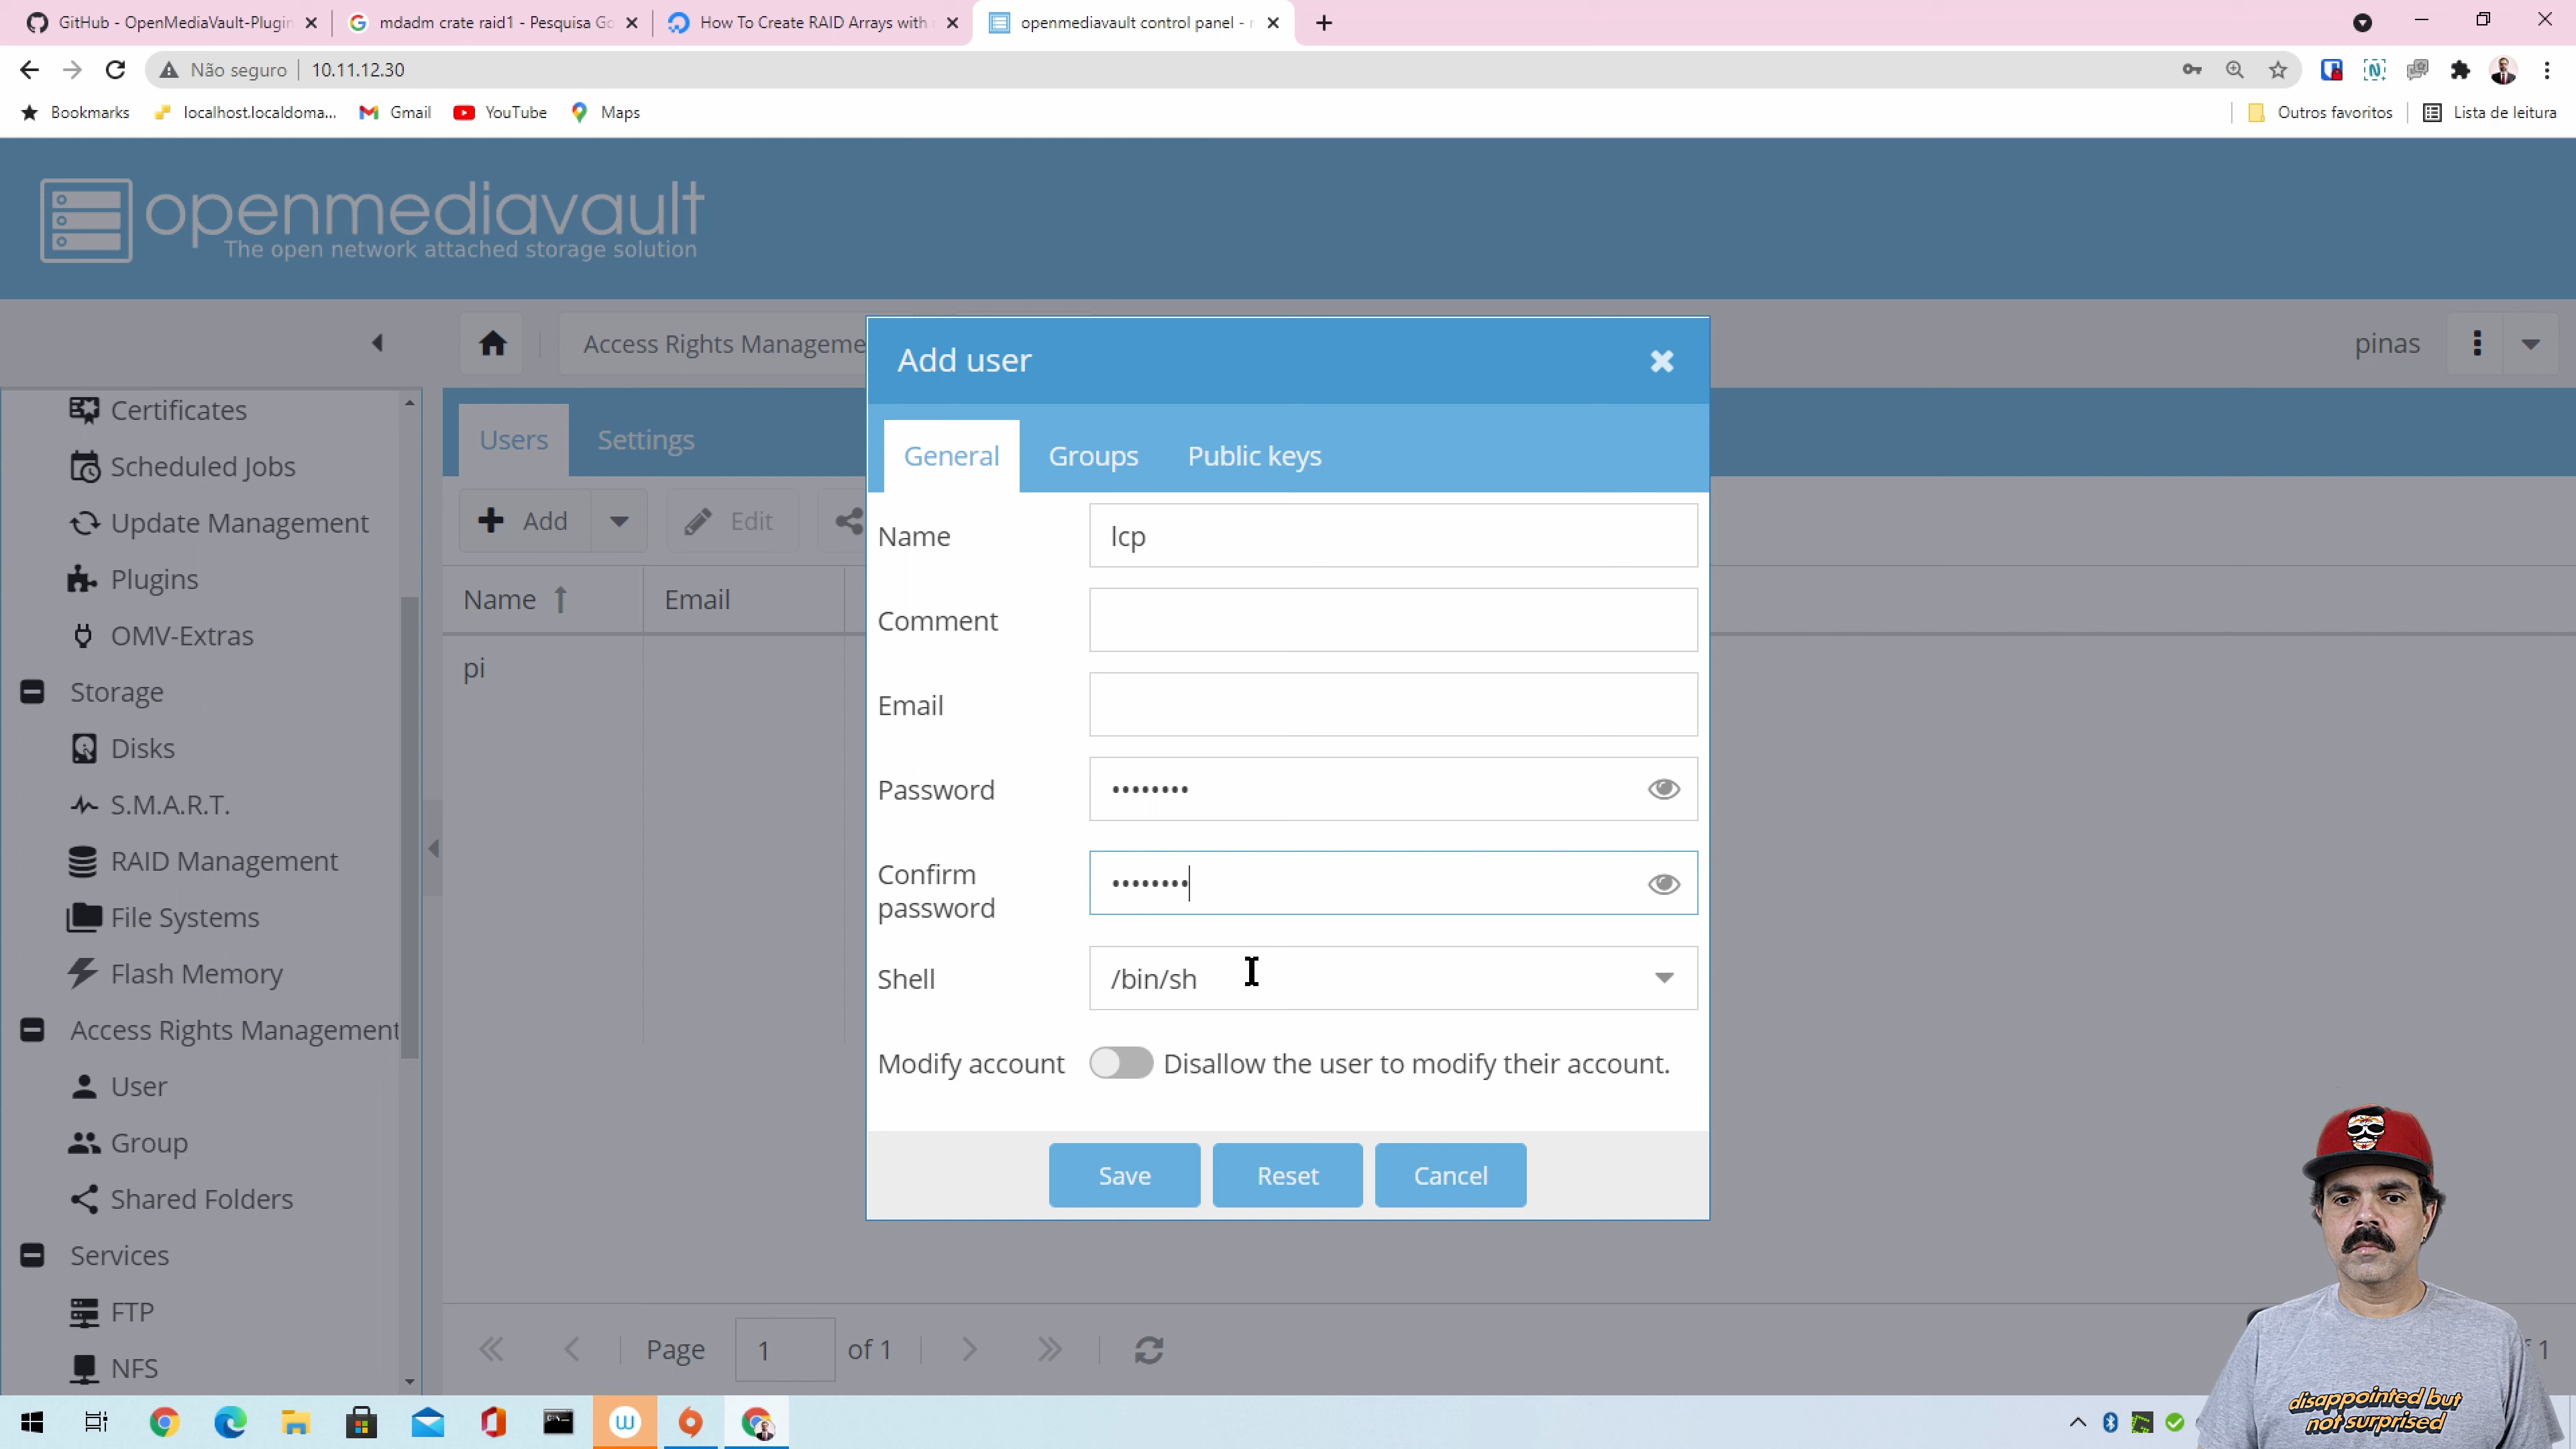 GitHub - OpenMediaVault-Plugin
mdadm crate raid1 - Pesquisa Go
How To Create RAID Arrays with
openmediavault control panel -
Não seguro
10.11.12.30
Bookmarks
localhost.localdoma...
Gmail
YouTube
Maps
Outros favoritos
Lista de leitura
openmediavault
The open network attached storage solution
Access Rights Manageme
pinas
Certificates
Scheduled Jobs
Update Management
Plugins
OMV-Extras
Storage
Disks
S.M.A.R.T.
RAID Management
File Systems
Flash Memory
Access Rights Management
User
Group
Shared Folders
Services
FTP
NFS
Users
Settings
Add
Edit
Name
Email
pi
Add user
General
Groups
Public keys
Name
lcp
Comment
Email
Password
••••••••
Confirm
password
••••••••
Shell
/bin/sh
Modify account
Disallow the user to modify their account.
Save
Reset
Cancel
Page
1
of 1
1
disappointed but
not surprised